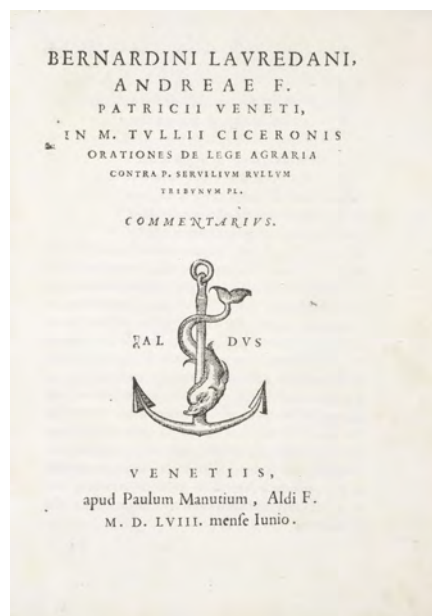 BERNARDINI LAVREDANI,
ANDREAE F.
PATRICII VENETI,
IN M. TVLLII CICERONIS
ORATIONES DE LEGE AGRARIA
CONTRA P. SERVILIVM RVLLVM
TRIBVNVM PL.
COMMENTARIVS.
AL DVS
VENETIIS,
apud Paulum Manutium, Aldi F.
M. D. LVIII. menſe Iunio.